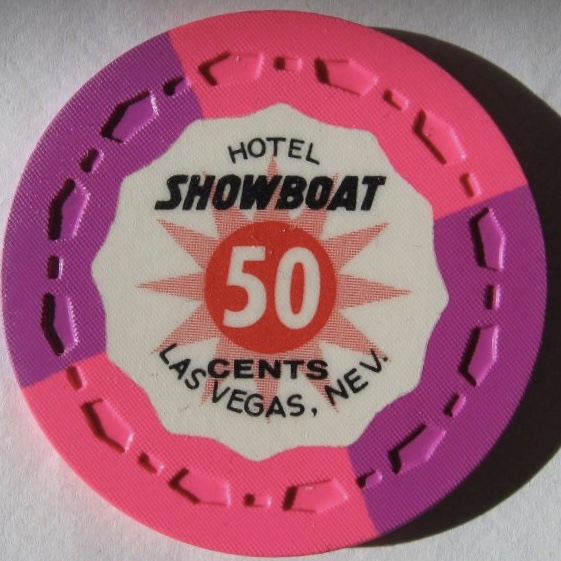 HOTEL
SHOWBOAT
50
CENTS
LAS VEGAS, NEV.